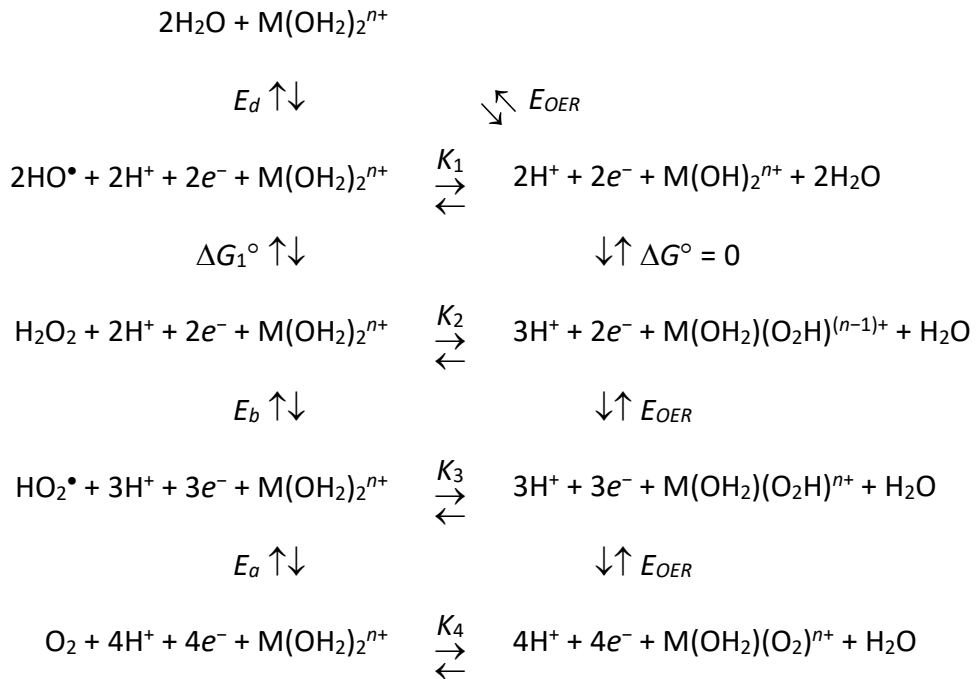 2H₂O + M(OH₂)₂ⁿ⁺
E_d ↑↓ ↘↖ E_OER
K₁
2HO• + 2H⁺ + 2e⁻ + M(OH₂)₂ⁿ⁺ →← 2H⁺ + 2e⁻ + M(OH)₂ⁿ⁺ + 2H₂O
ΔG₁° ↑↓ ↓↑ ΔG° = 0
K₂
H₂O₂ + 2H⁺ + 2e⁻ + M(OH₂)₂ⁿ⁺ →← 3H⁺ + 2e⁻ + M(OH₂)(O₂H)⁽ⁿ⁻¹⁾⁺ + H₂O
E_b ↑↓ ↓↑ E_OER
K₃
HO₂• + 3H⁺ + 3e⁻ + M(OH₂)₂ⁿ⁺ →← 3H⁺ + 3e⁻ + M(OH₂)(O₂H)ⁿ⁺ + H₂O
E_a ↑↓ ↓↑ E_OER
K₄
O₂ + 4H⁺ + 4e⁻ + M(OH₂)₂ⁿ⁺ →← 4H⁺ + 4e⁻ + M(OH₂)(O₂)ⁿ⁺ + H₂O